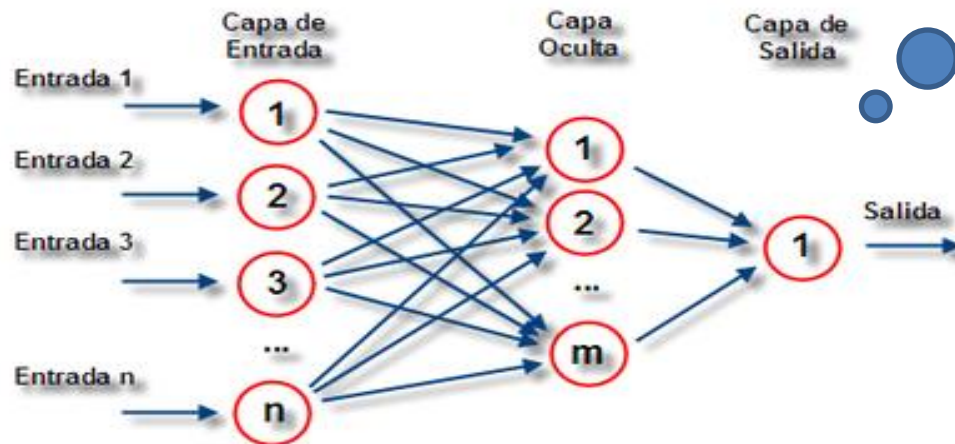 Capa de
Entrada
Capa
Oculta
Capa de
Salida
Entrada 1
1
Entrada 2
2
Entrada 3
3
...
Entrada n
n
1
2
...
m
1
Salida